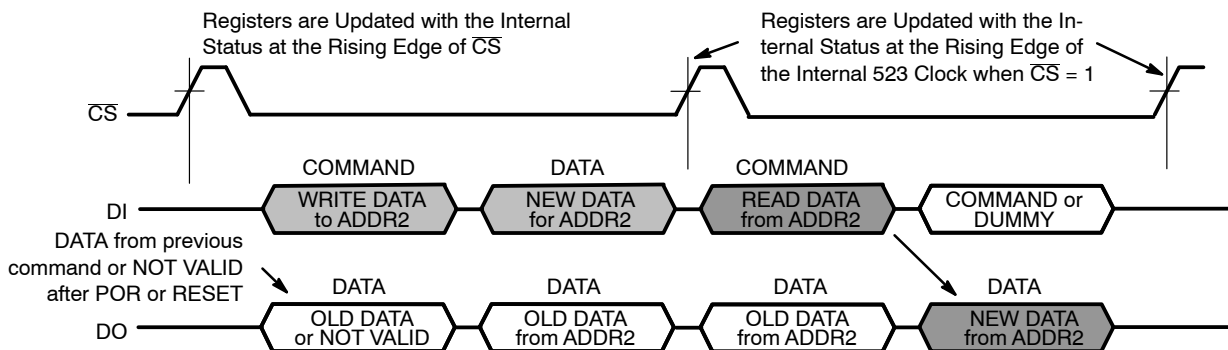 Registers are Updated with the Internal
Status at the Rising Edge of CS
Registers are Updated with the In-
ternal Status at the Rising Edge of
the Internal 523 Clock when CS = 1
CS
COMMAND
DATA
COMMAND
DI
WRITE DATA
to ADDR2
NEW DATA
for ADDR2
READ DATA
from ADDR2
COMMAND or
DUMMY
DATA from previous
command or NOT VALID
after POR or RESET
DATA
DATA
DATA
DATA
DO
OLD DATA
or NOT VALID
OLD DATA
from ADDR2
OLD DATA
from ADDR2
NEW DATA
from ADDR2